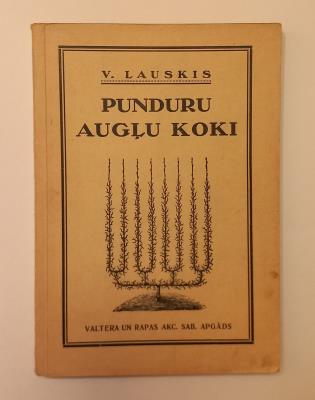 V. LAUSKIS
PUNDURU
AUGĻU KOKI
VALTERA UN RAPAS AKC. SAB. APGĀDS